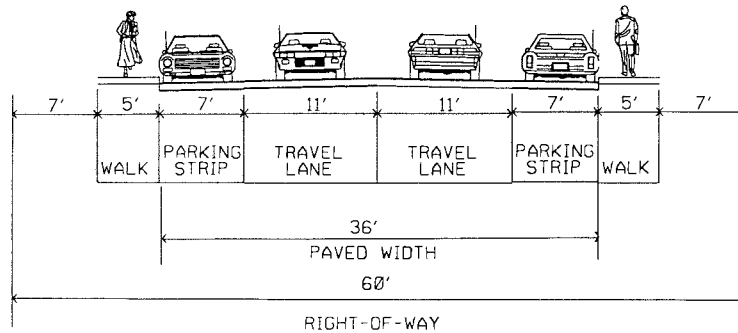 7' 5' 7' 11' 11' 7' 5' 7'
WALK PARKING STRIP TRAVEL LANE TRAVEL LANE PARKING STRIP WALK
36'
PAVED WIDTH
60'
RIGHT-OF-WAY